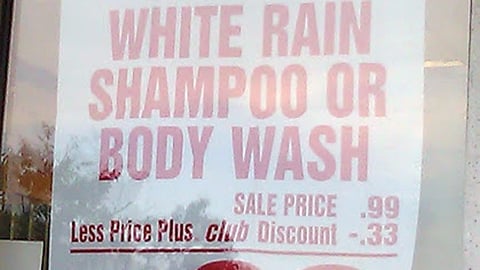 WHITE RAIN
SHAMPOO OR
BODY WASH
SALE PRICE .99
Less Price Plus club Discount -.33